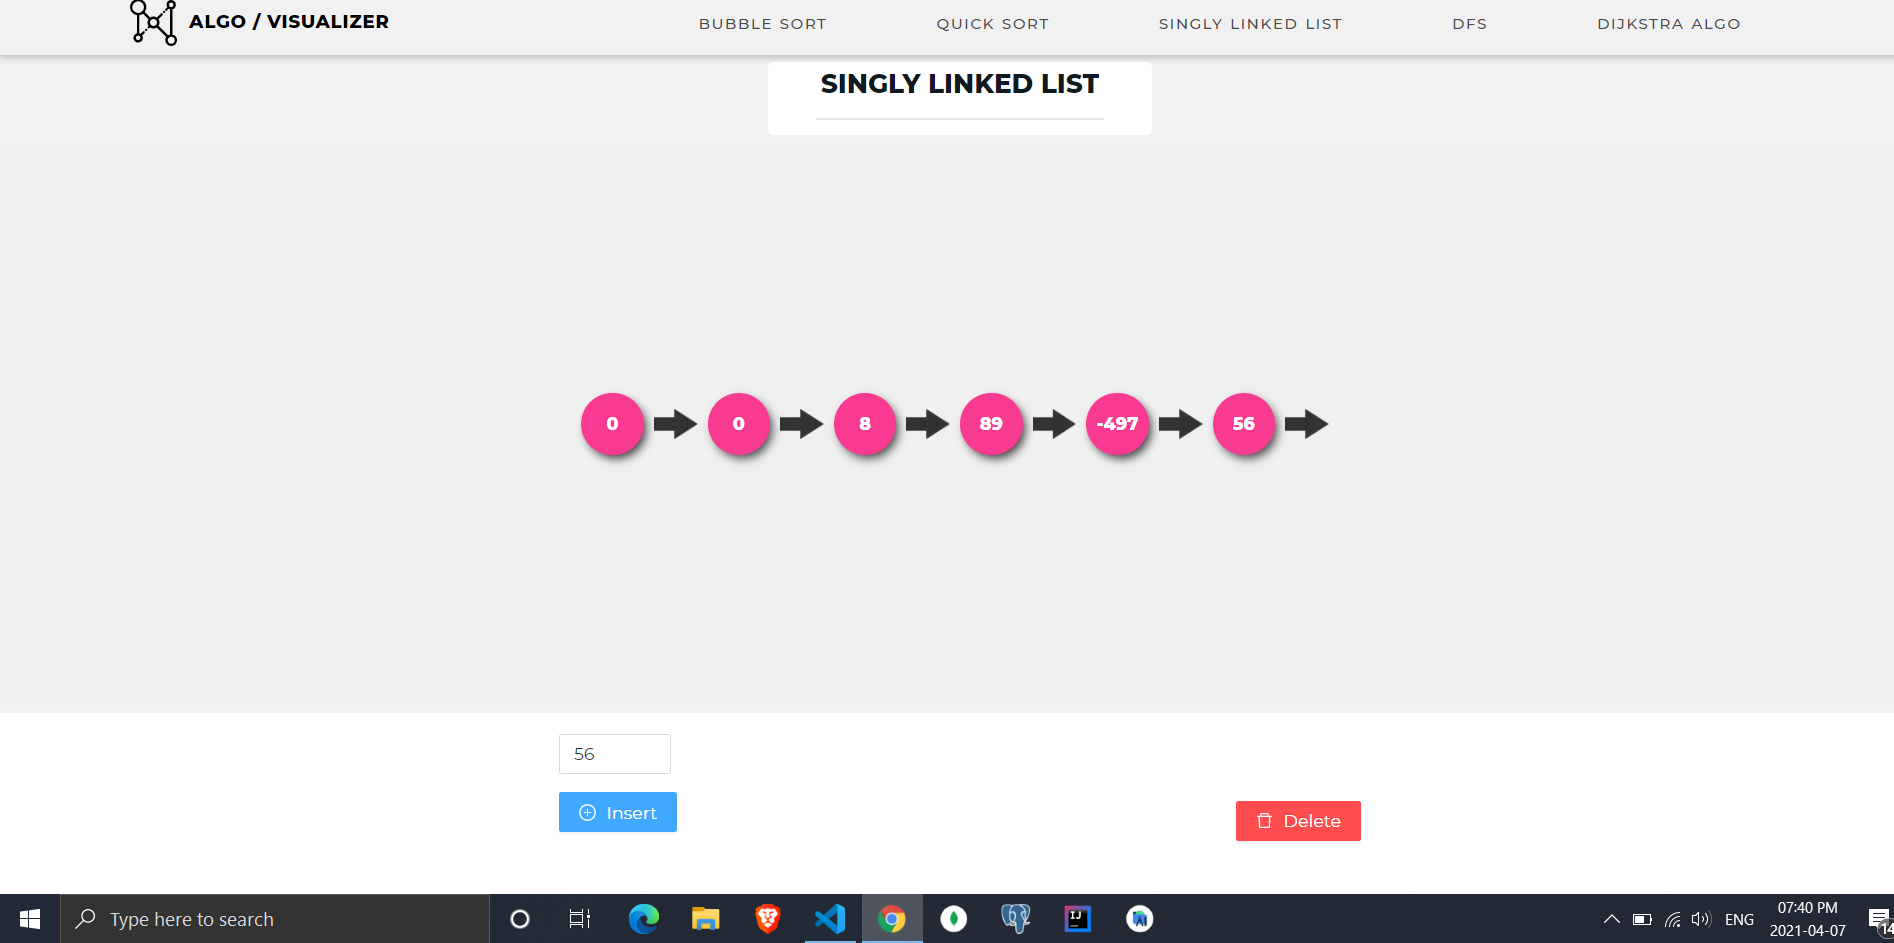 ALGO / VISUALIZER
BUBBLE SORT
QUICK SORT
SINGLY LINKED LIST
DFS
DIJKSTRA ALGO
SINGLY LINKED LIST
0
0
8
89
-497
56
56
Insert
Delete
Type here to search
IJ
ENG
07:40 PM
2021-04-07
14